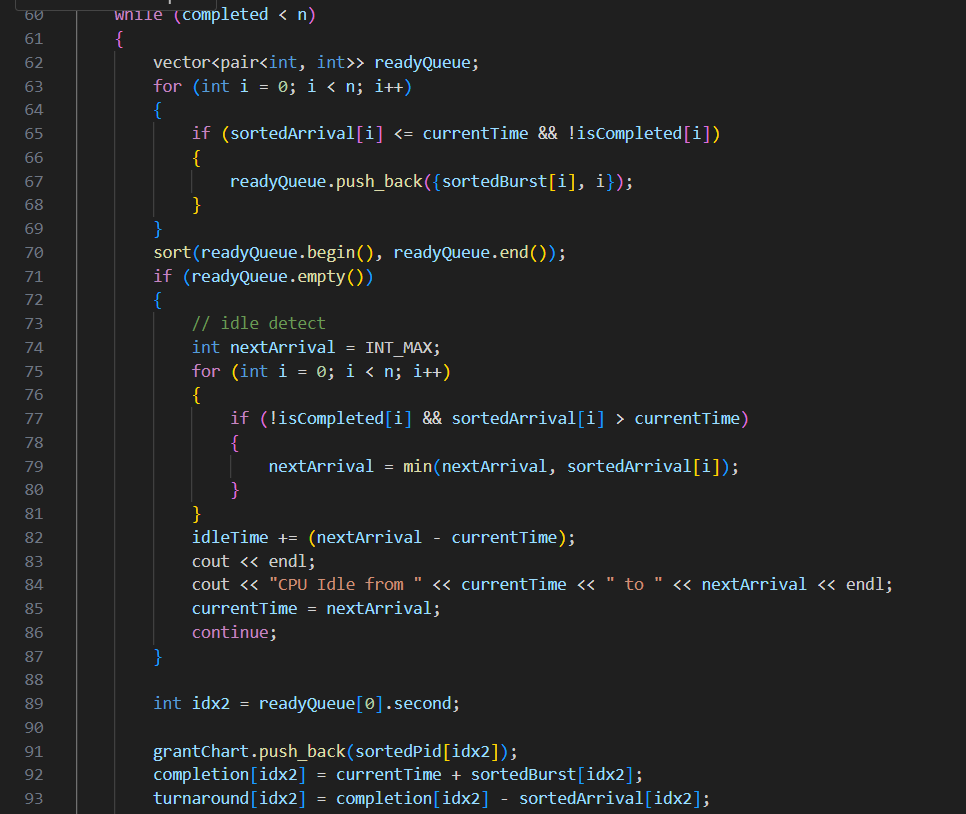 60 while (completed < n)
61 {
62 vector<pair<int, int>> readyQueue;
63 for (int i = 0; i < n; i++)
64 {
65 if (sortedArrival[i] <= currentTime && !isCompleted[i])
66 {
67 readyQueue.push_back({sortedBurst[i], i});
68 }
69 }
70 sort(readyQueue.begin(), readyQueue.end());
71 if (readyQueue.empty())
72 {
73 // idle detect
74 int nextArrival = INT_MAX;
75 for (int i = 0; i < n; i++)
76 {
77 if (!isCompleted[i] && sortedArrival[i] > currentTime)
78 {
79 nextArrival = min(nextArrival, sortedArrival[i]);
80 }
81 }
82 idleTime += (nextArrival - currentTime);
83 cout << endl;
84 cout << "CPU Idle from " << currentTime << " to " << nextArrival << endl;
85 currentTime = nextArrival;
86 continue;
87 }
88
89 int idx2 = readyQueue[0].second;
90
91 grantChart.push_back(sortedPid[idx2]);
92 completion[idx2] = currentTime + sortedBurst[idx2];
93 turnaround[idx2] = completion[idx2] - sortedArrival[idx2];